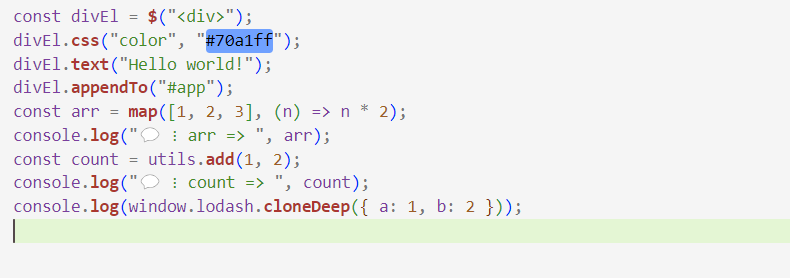 const divEl = $("<div>");
divEl.css("color", "#70a1ff");
divEl.text("Hello world!");
divEl.appendTo("#app");
const arr = map([1, 2, 3], (n) => n * 2);
console.log("💬 ⁝ arr => ", arr);
const count = utils.add(1, 2);
console.log("💬 ⁝ count => ", count);
console.log(window.lodash.cloneDeep({ a: 1, b: 2 }));